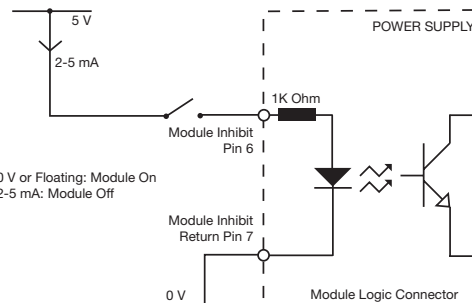 5 V
POWER SUPPLY
2-5 mA
1K Ohm
Module Inhibit
Pin 6
0 V or Floating: Module On
2-5 mA: Module Off
Module Inhibit
Return Pin 7
0 V
Module Logic Connector